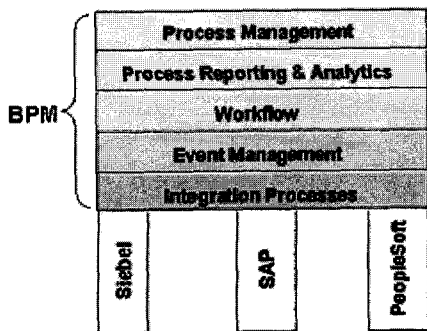 Process Management
Process Reporting & Analytics
BPM
Workflow
Event Management
Integration Processes
Siebel
SAP
PeopleSoft